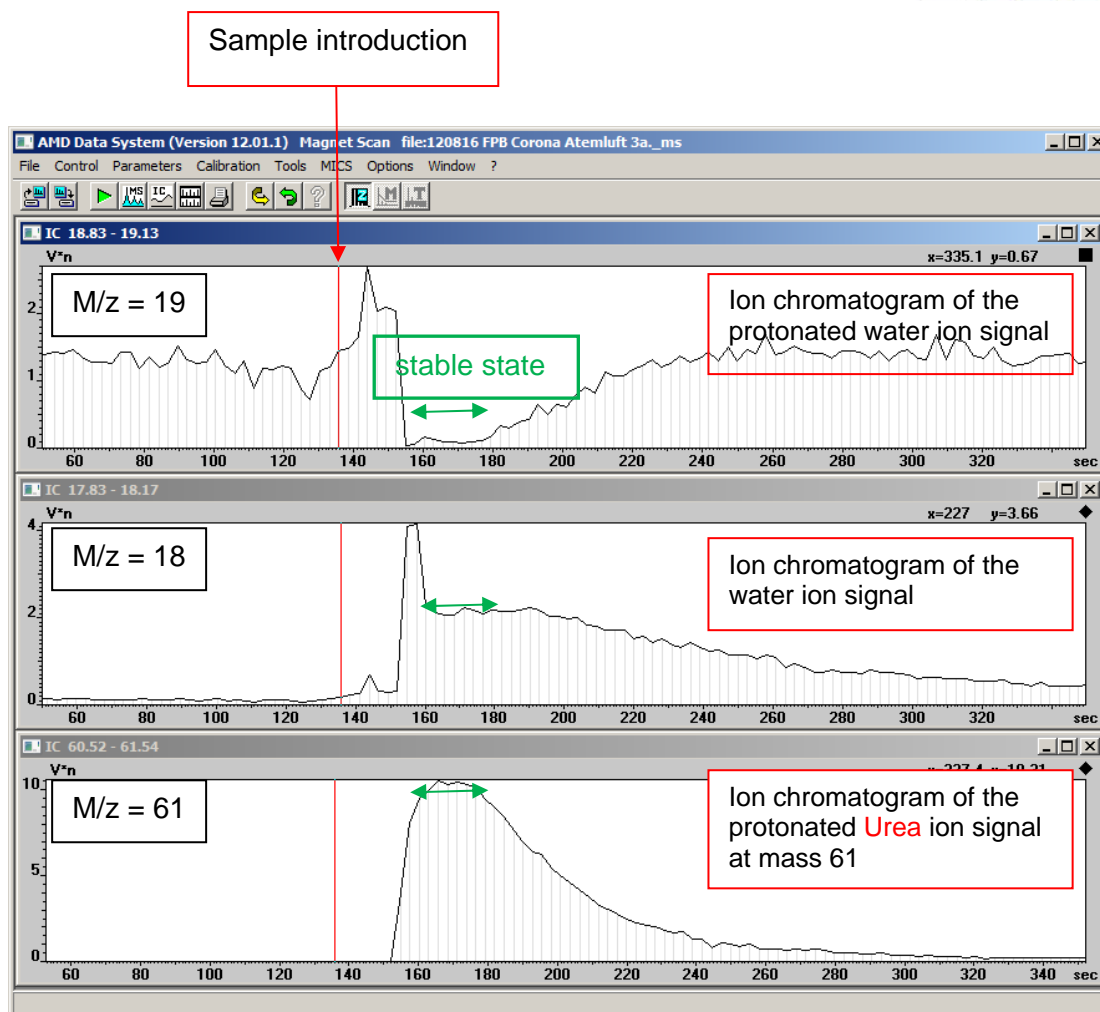 Sample introduction
AMD Data System (Version 12.01.1) Magnet Scan file:120816 FPB Corona Atemluft 3a._ms
File Control Parameters Calibration Tools MICS Options Window ?
IC 18.83 - 19.13
V*n
x=335.1 y=0.67
M/z = 19
Ion chromatogram of the
protonated water ion signal
stable state
2
1
0
60 80 100 120 140 160 180 200 220 240 260 280 300 320 sec
IC 17.83 - 18.17
V*n
x=227 y=3.66
M/z = 18
Ion chromatogram of the
water ion signal
4
2
0
60 80 100 120 140 160 180 200 220 240 260 280 300 320 sec
IC 60.52 - 61.54
V*n
M/z = 61
Ion chromatogram of the
protonated Urea ion signal
at mass 61
10
5
0
60 80 100 120 140 160 180 200 220 240 260 280 300 320 340 sec